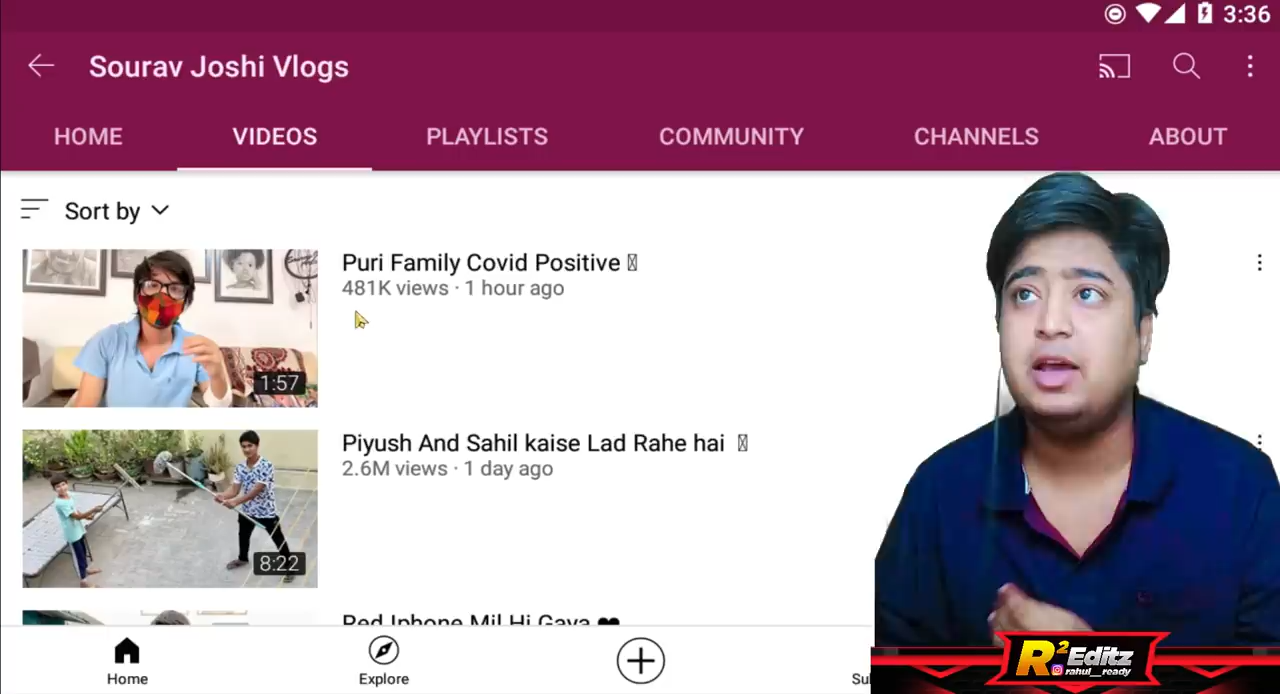 3:36
Sourav Joshi Vlogs
HOME VIDEOS PLAYLISTS COMMUNITY CHANNELS ABOUT
Sort by
Puri Family Covid Positive
481K views · 1 hour ago
1:57
Piyush And Sahil kaise Lad Rahe hai
2.6M views · 1 day ago
8:22
Red Iphone Mil Hi Gaya
Home Explore
R² Editz
rahul__ready